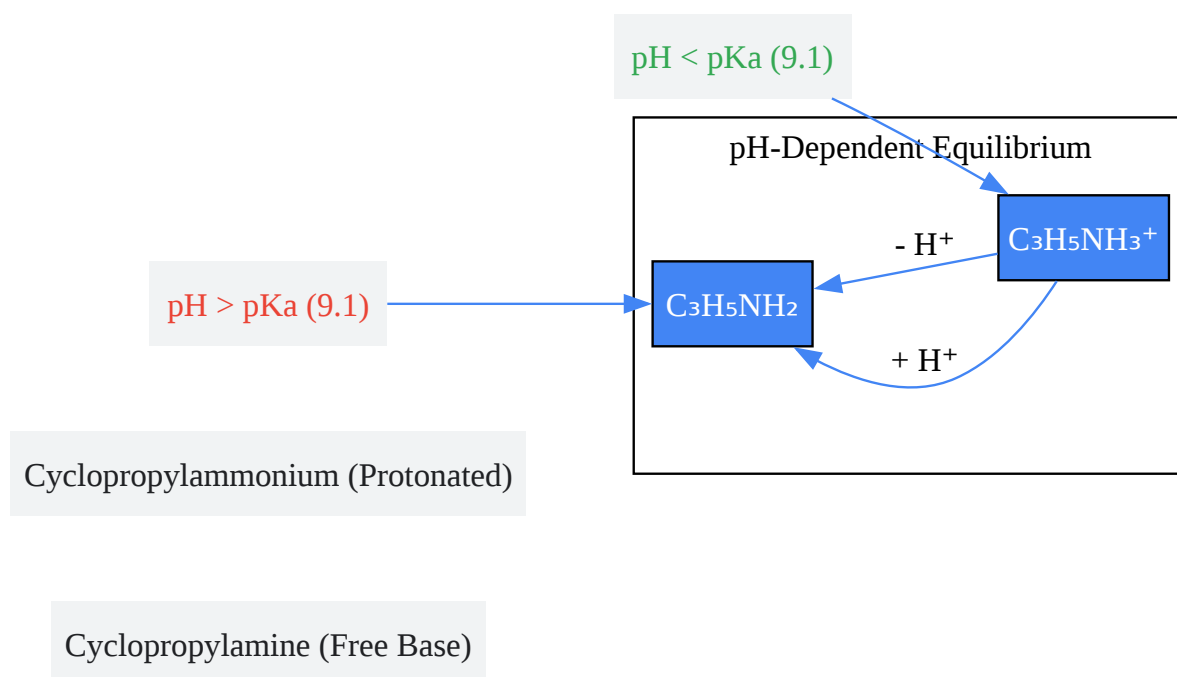 pH < pKa (9.1)
pH-Dependent Equilibrium
C₃H₅NH₃⁺
- H⁺
C₃H₅NH₂
pH > pKa (9.1)
+ H⁺
Cyclopropylammonium (Protonated)
Cyclopropylamine (Free Base)